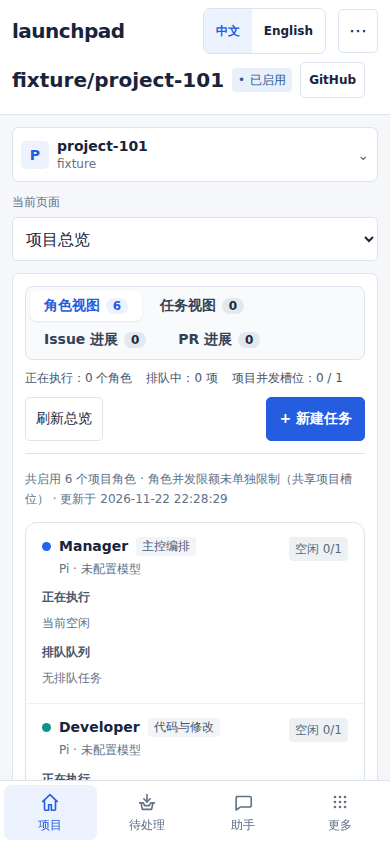 launchpad
中文 English ⋯
fixture/project-101 • 已启用 GitHub
P project-101
fixture
当前页面
项目总览
角色视图 6 任务视图 0
Issue 进展 0 PR 进展 0
正在执行：0 个角色 排队中：0 项 项目并发槽位：0 / 1
刷新总览 + 新建任务
共启用 6 个项目角色 · 角色并发限额未单独限制（共享项目槽
位） · 更新于 2026-11-22 22:28:29
Manager 主控编排 空闲 0/1
Pi · 未配置模型
正在执行
当前空闲
排队队列
无排队任务
Developer 代码与修改 空闲 0/1
Pi · 未配置模型
正在执行
项目 待处理 助手 更多